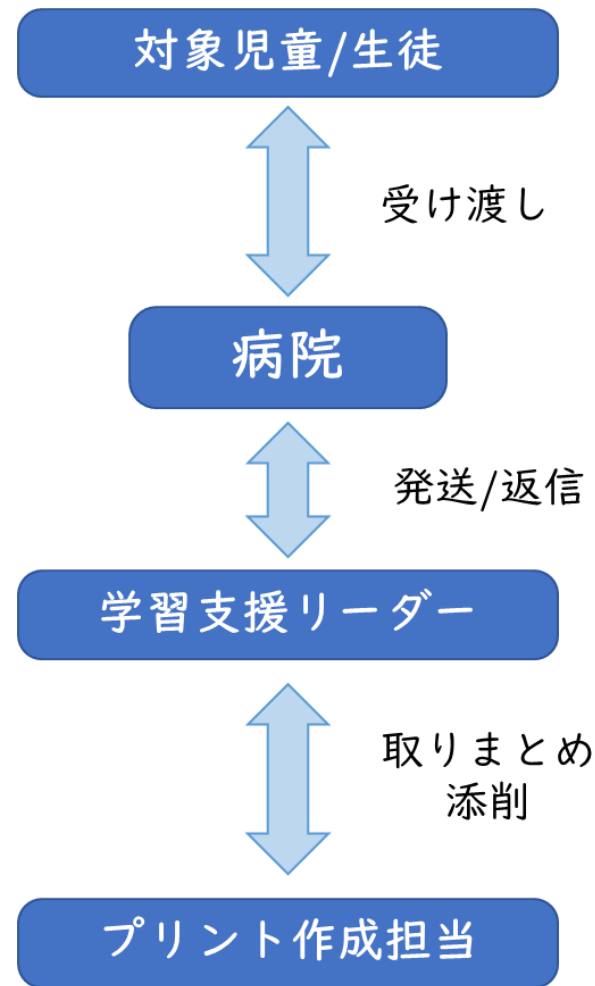 対象児童/生徒
受け渡し
病院
発送/返信
学習支援リーダー
取りまとめ
添削
プリント作成担当